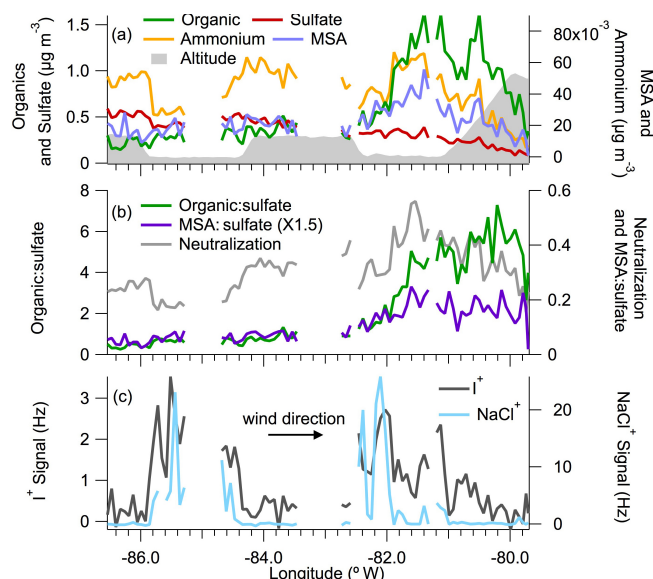 (a)
Organic
Sulfate
Ammonium
MSA
Altitude
Organics
and Sulfate (µg m⁻³)
1.5
1.0
0.5
0
80x10⁻³
60
40
20
0
MSA and
Ammonium (µg m⁻³)
(b)
Organic:sulfate
MSA: sulfate (X1.5)
Neutralization
Organic:sulfate
8
6
4
2
0
0.6
0.4
0.2
0
Neutralization
and MSA:sulfate
(c)
I⁺
NaCl⁺
wind direction
I⁺ Signal (Hz)
3
2
1
0
20
10
0
NaCl⁺ Signal (Hz)
-86.0
-84.0
-82.0
-80.0
Longitude (º W)